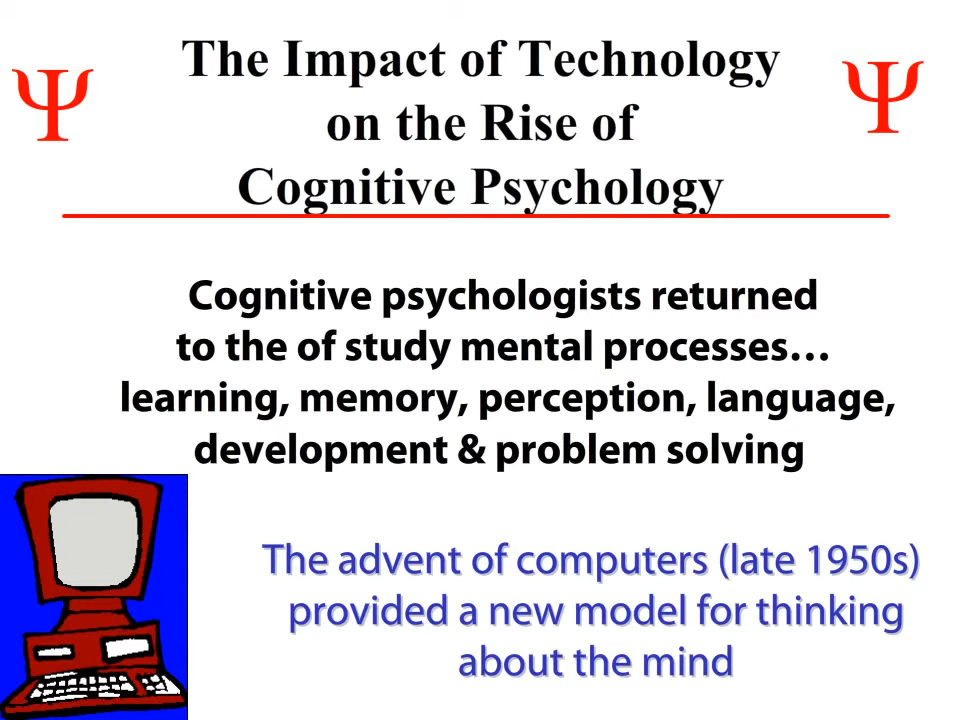 The Impact of Technology
Ψ Ψ
on the Rise of
Cognitive Psychology
Cognitive psychologists returned
to the of study mental processes…
learning, memory, perception, language,
development & problem solving
The advent of computers (late 1950s)
provided a new model for thinking
about the mind